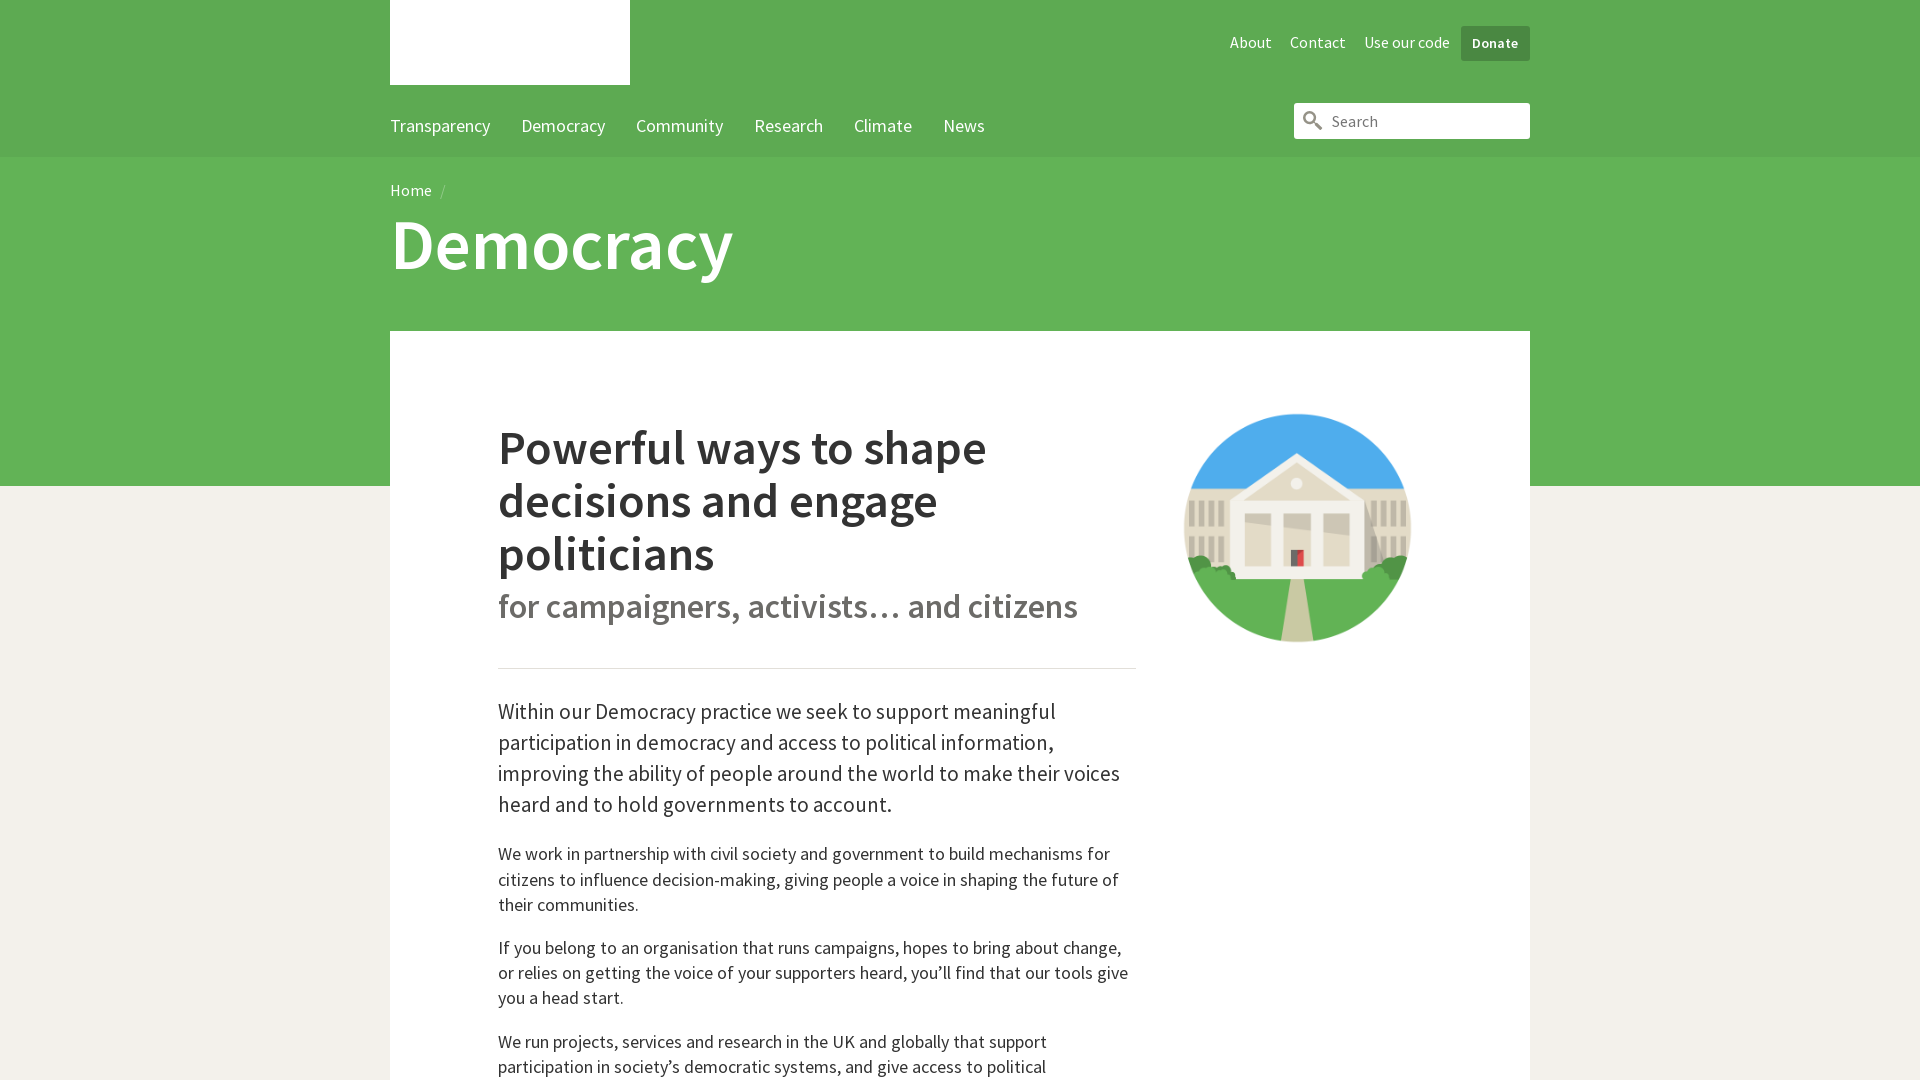 About
Contact
Use our code
Donate
Transparency
Democracy
Community
Research
Climate
News
Search
Home /
Democracy
Powerful ways to shape
decisions and engage
politicians
for campaigners, activists… and citizens
Within our Democracy practice we seek to support meaningful
participation in democracy and access to political information,
improving the ability of people around the world to make their voices
heard and to hold governments to account.
We work in partnership with civil society and government to build mechanisms for
citizens to influence decision-making, giving people a voice in shaping the future of
their communities.
If you belong to an organisation that runs campaigns, hopes to bring about change,
or relies on getting the voice of your supporters heard, you’ll find that our tools give
you a head start.
We run projects, services and research in the UK and globally that support
participation in society’s democratic systems, and give access to political